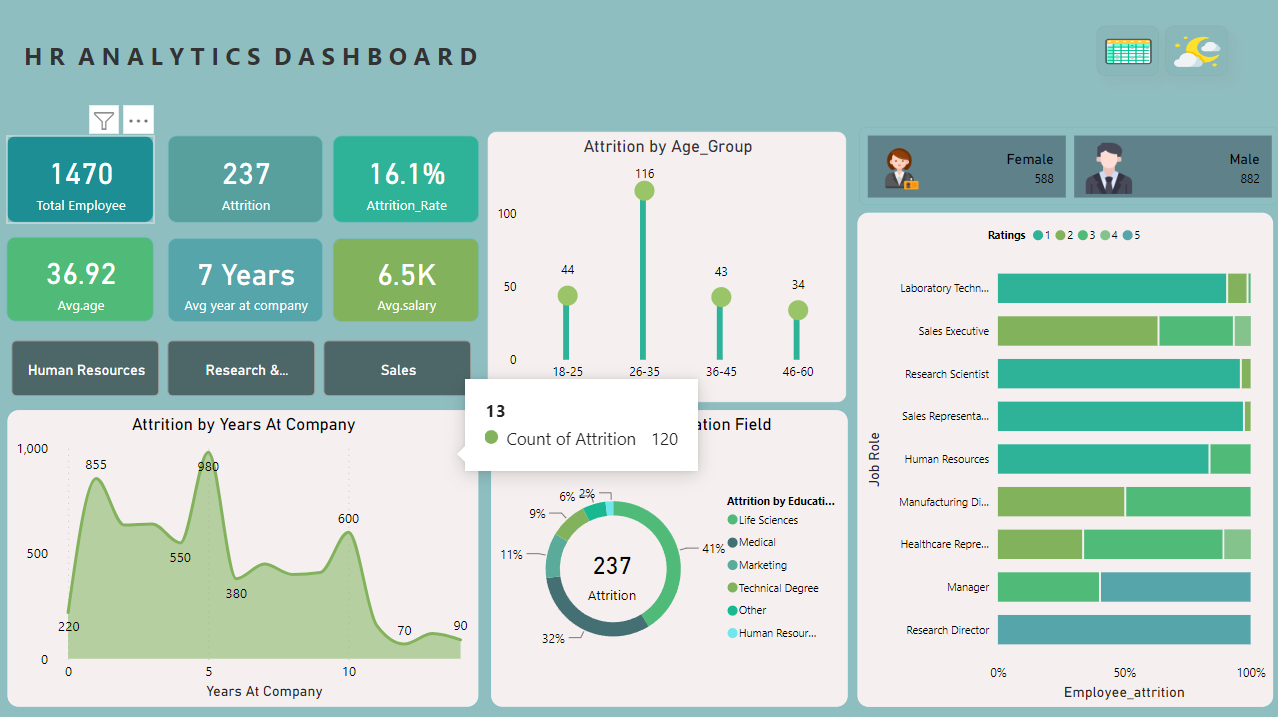 HR ANALYTICS DASHBOARD
1470
Total Employee
237
Attrition
16.1%
Attrition_Rate
36.92
Avg.age
7 Years
Avg year at company
6.5K
Avg.salary
Human Resources
Research &...
Sales
Attrition by Age_Group
116
100
44
50
43
34
0
18-25
26-35
36-45
46-60
Female
588
Male
882
Ratings
1
2
3
4
5
Job Role
Laboratory Techn...
Sales Executive
Research Scientist
Sales Representa...
Human Resources
Manufacturing Di...
Healthcare Repre...
Manager
Research Director
0%
50%
100%
Employee_attrition
Attrition by Years At Company
1,000
855
980
500
550
600
380
220
70
90
0
0
5
10
Years At Company
13
Count of Attrition 120
ation Field
6%
2%
9%
11%
41%
32%
237
Attrition
Attrition by Educati...
Life Sciences
Medical
Marketing
Technical Degree
Other
Human Resour...